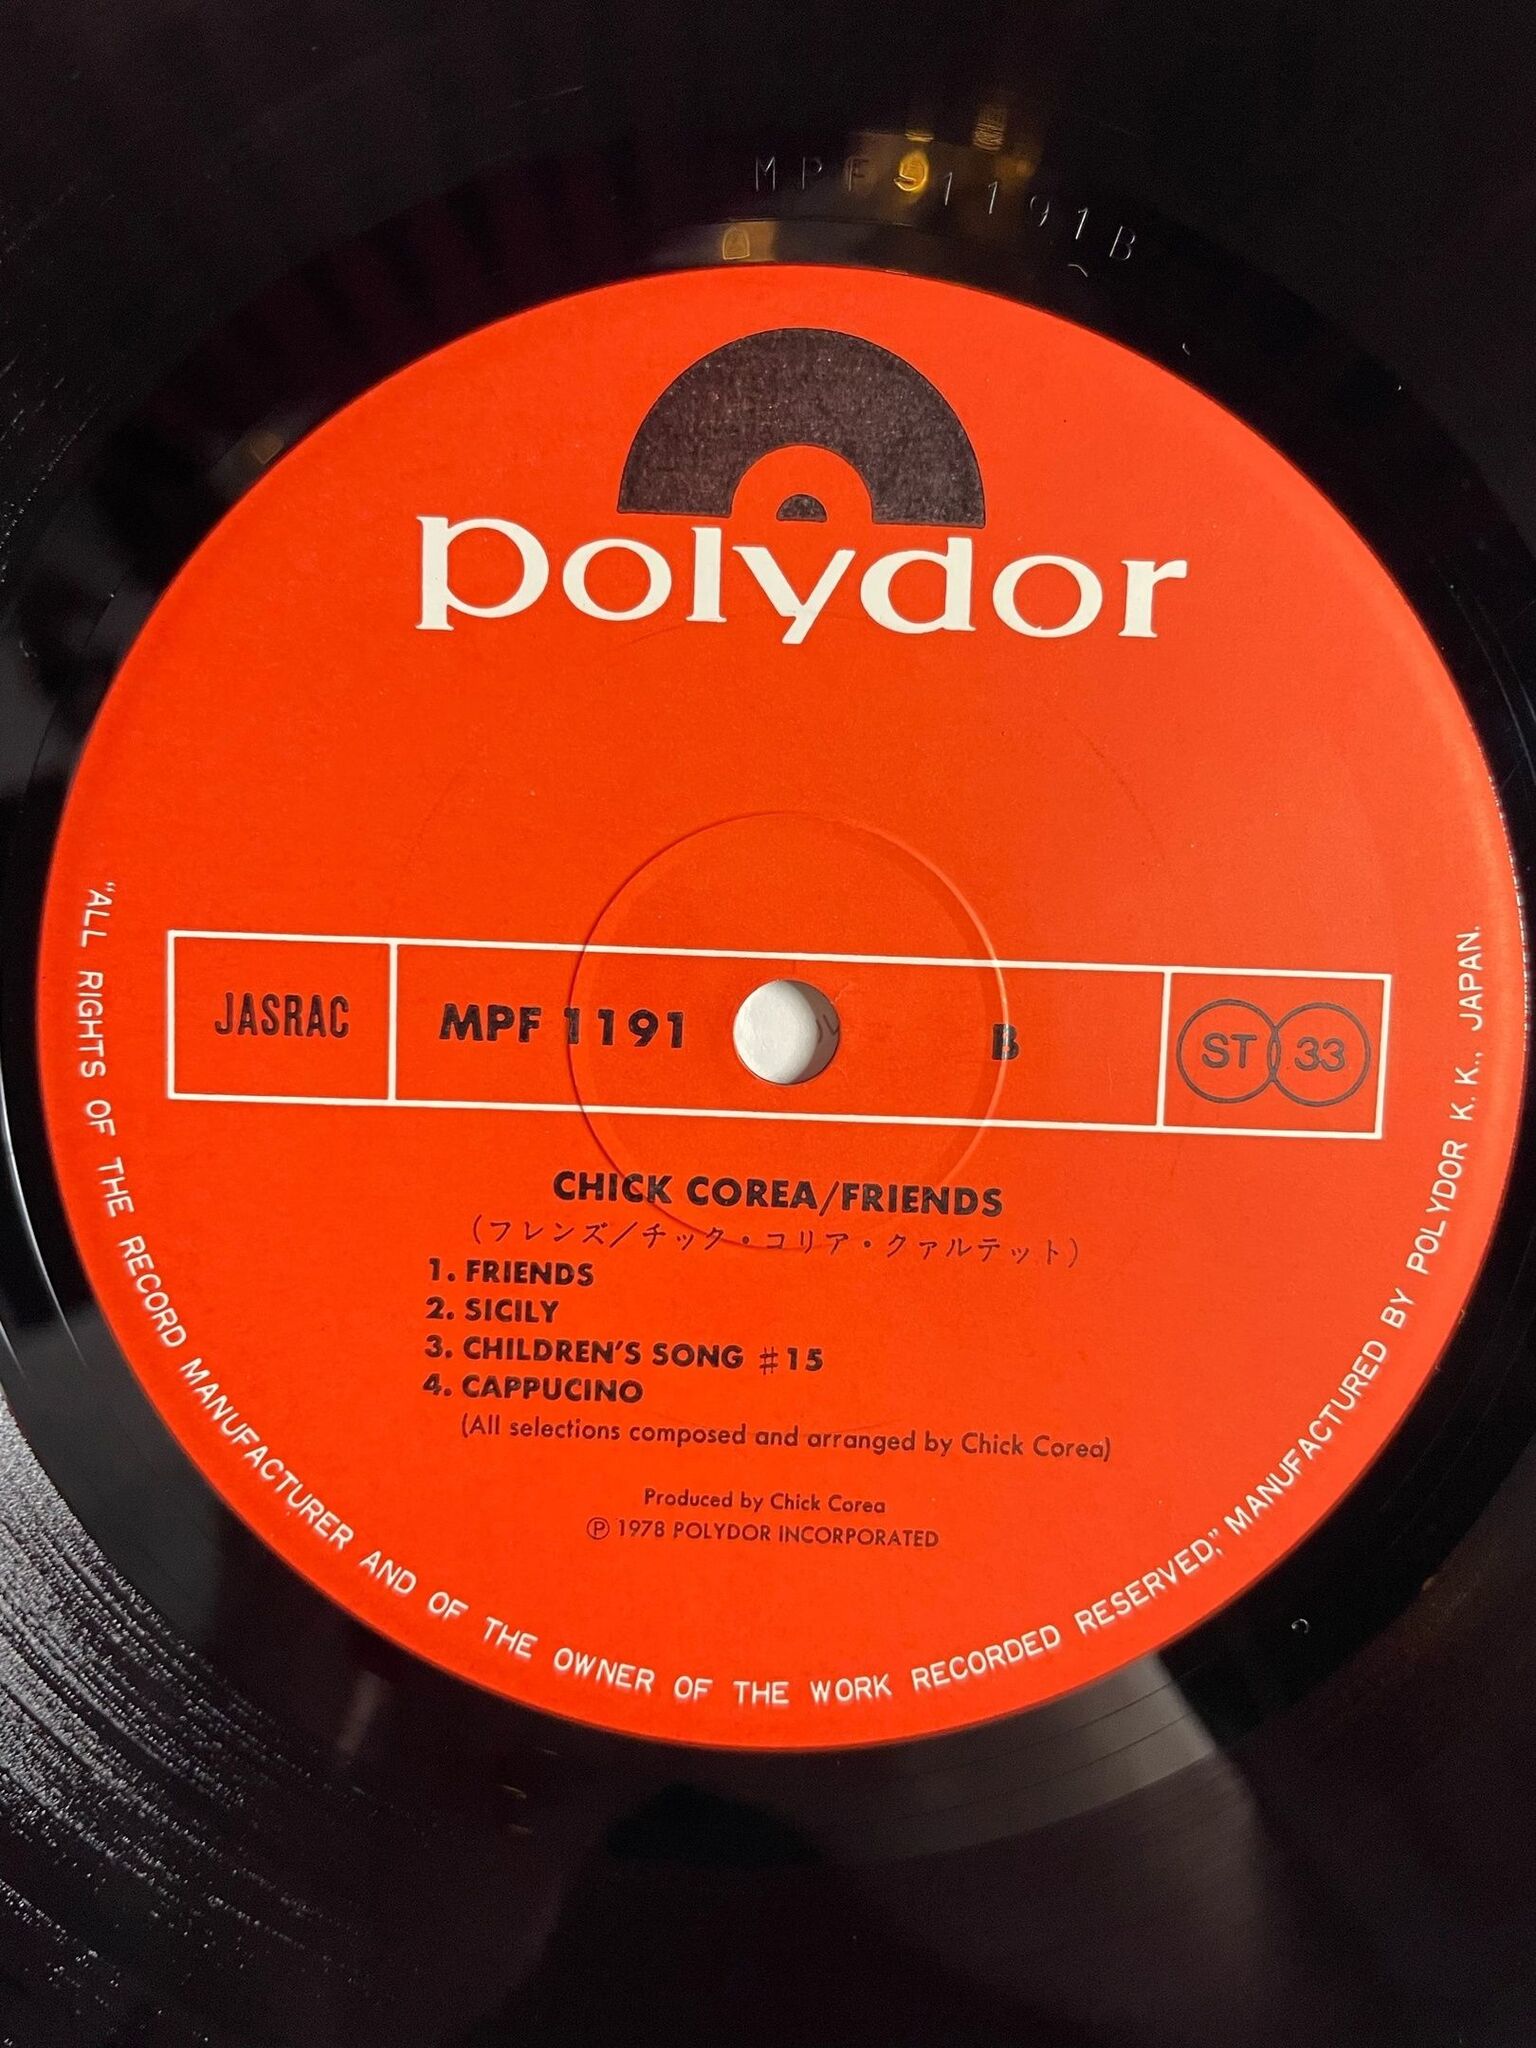 MPF 1191B
polydor
JASRAC
MPF 1191
B
ST 33
CHICK COREA/FRIENDS
(フレンズ/チック・コリア・クァルテット)
1. FRIENDS
2. SICILY
3. CHILDREN'S SONG #15
4. CAPPUCINO
(All selections composed and arranged by Chick Corea)
Produced by Chick Corea
Ⓟ 1978 POLYDOR INCORPORATED
"ALL RIGHTS OF THE RECORD MANUFACTURER AND OF THE OWNER OF THE WORK RECORDED RESERVED," MANUFACTURED BY POLYDOR K.K., JAPAN.